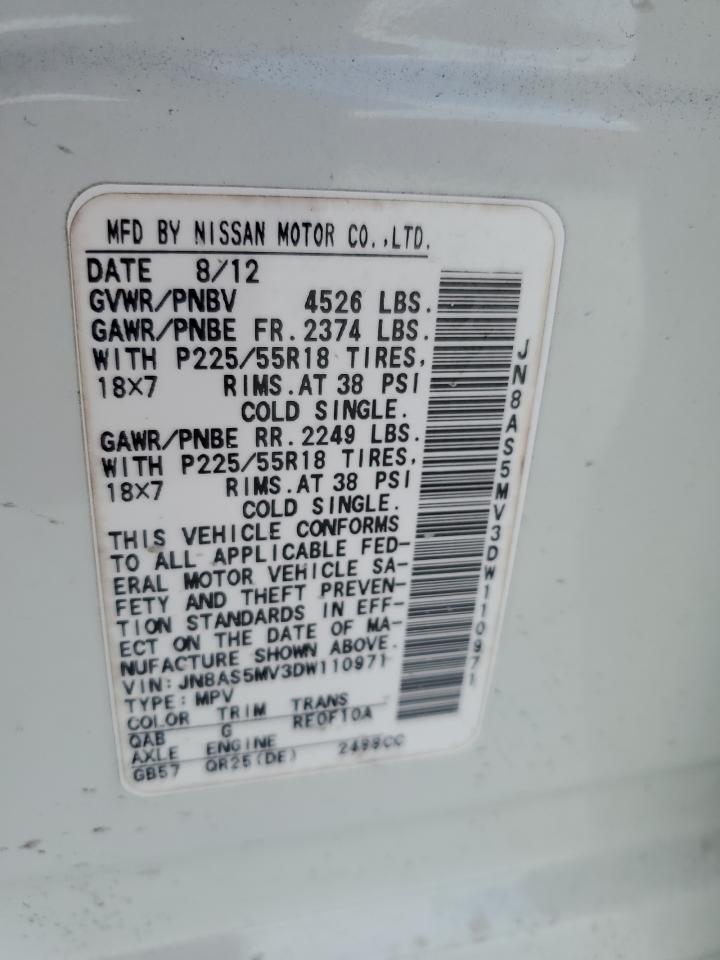 MFD BY NISSAN MOTOR CO.,LTD.
DATE 8/12
GVWR/PNBV 4526 LBS.
GAWR/PNBE FR.2374 LBS.
WITH P225/55R18 TIRES,
18×7 RIMS.AT 38 PSI
COLD SINGLE.
GAWR/PNBE RR.2249 LBS.
WITH P225/55R18 TIRES,
18×7 RIMS.AT 38 PSI
COLD SINGLE.
THIS VEHICLE CONFORMS
TO ALL APPLICABLE FED-
ERAL MOTOR VEHICLE SA-
FETY AND THEFT PREVEN-
TION STANDARDS IN EFF-
ECT ON THE DATE OF MA-
NUFACTURE SHOWN ABOVE.
VIN: JN8AS5MV3DW110971
TYPE: MPV
COLOR TRIM TRANS
QAB G RE0F10A
AXLE ENGINE
GB57 QR25(DE) 2488CC
JN8AS5MV3DW110971